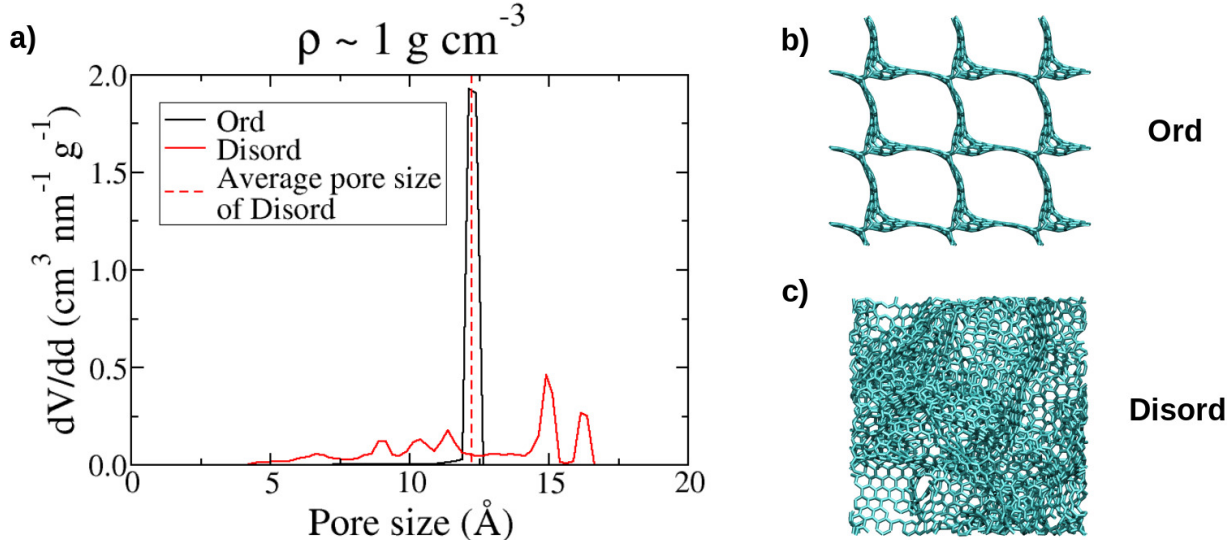 a)
ρ ~ 1 g cm⁻³
dV/dd (cm³ nm⁻¹ g⁻¹)
2.0
1.5
1.0
0.5
0.0
Ord
Disord
Average pore size
of Disord
0 5 10 15 20
Pore size (Å)
b)
Ord
c)
Disord